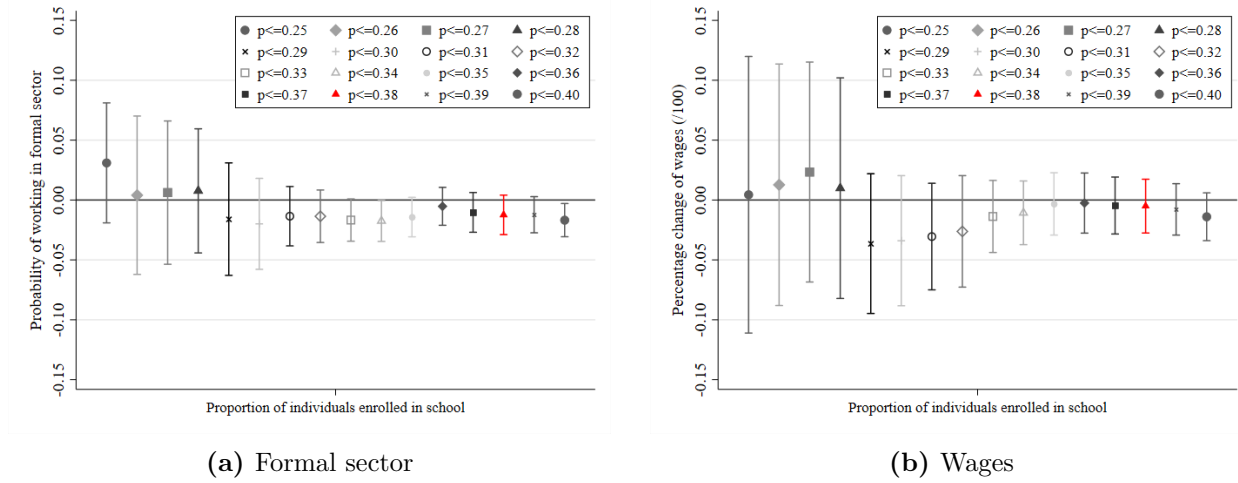 0.15
0.10
0.05
0.00
-0.05
-0.10
-0.15
Probability of working in formal sector
p<=0.25 p<=0.26 p<=0.27 p<=0.28
p<=0.29 p<=0.30 p<=0.31 p<=0.32
p<=0.33 p<=0.34 p<=0.35 p<=0.36
p<=0.37 p<=0.38 p<=0.39 p<=0.40
Proportion of individuals enrolled in school
(a) Formal sector
0.15
0.10
0.05
0.00
-0.05
-0.10
-0.15
Percentage change of wages (/100)
p<=0.25 p<=0.26 p<=0.27 p<=0.28
p<=0.29 p<=0.30 p<=0.31 p<=0.32
p<=0.33 p<=0.34 p<=0.35 p<=0.36
p<=0.37 p<=0.38 p<=0.39 p<=0.40
Proportion of individuals enrolled in school
(b) Wages